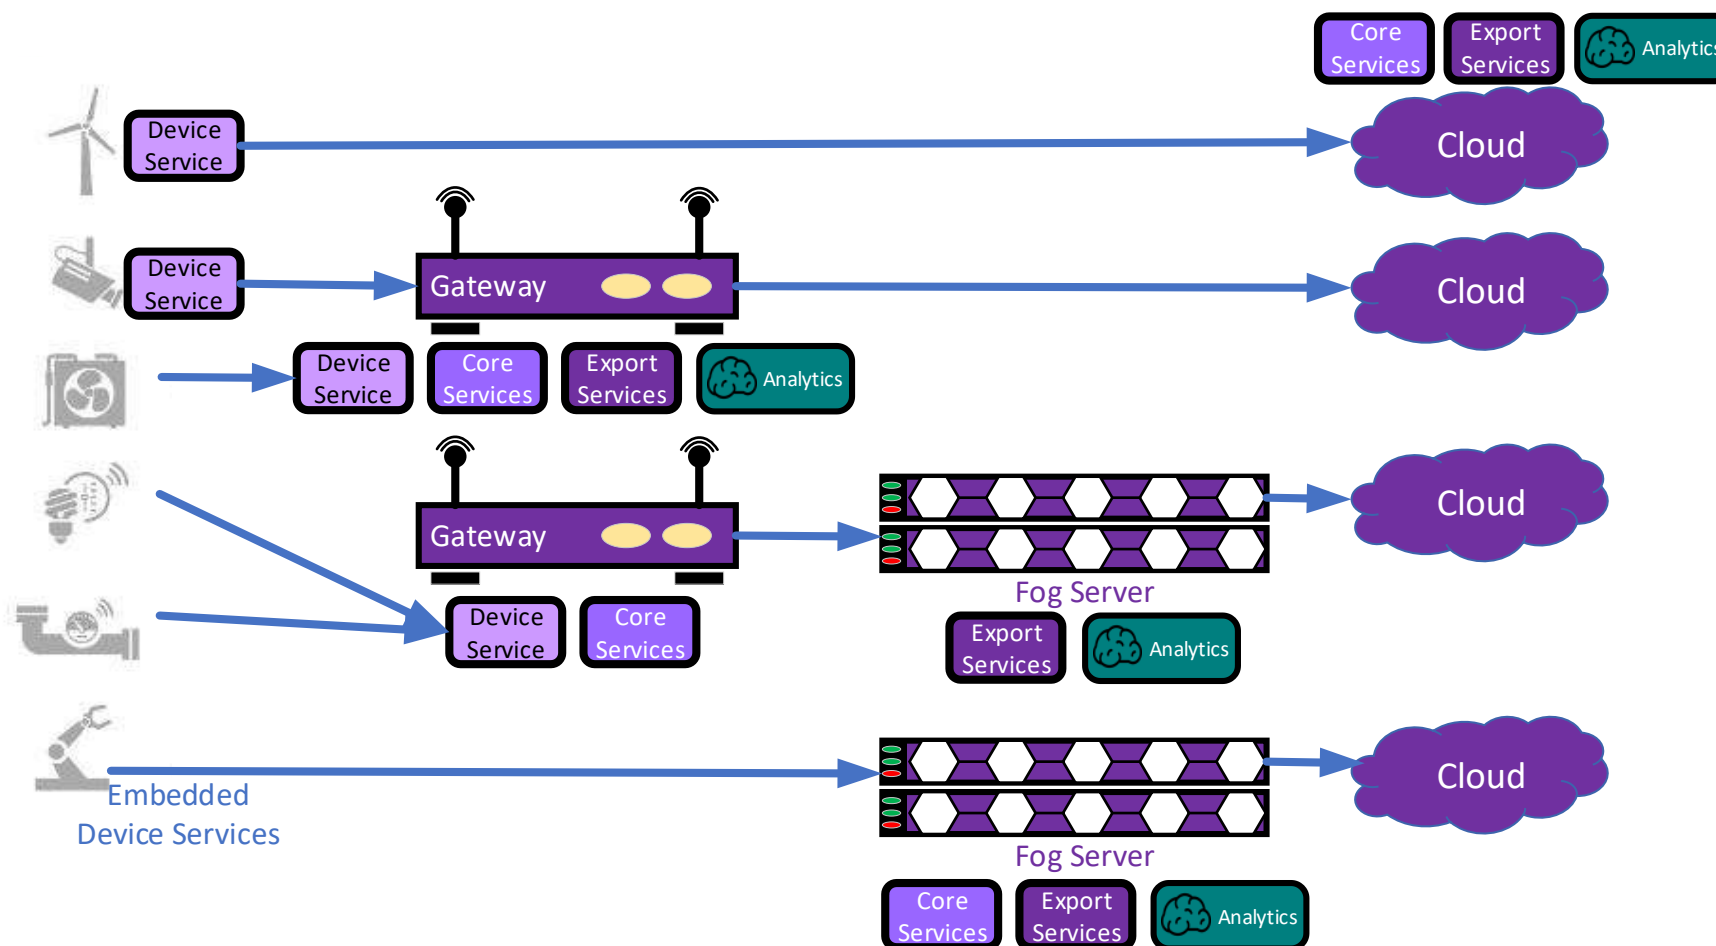 Core
Services
Export
Services
Analytics
Device
Service
Cloud
Device
Service
Gateway
Cloud
Device
Service
Core
Services
Export
Services
Analytics
Gateway
Cloud
Fog Server
Device
Service
Core
Services
Export
Services
Analytics
Embedded
Device Services
Cloud
Fog Server
Core
Services
Export
Services
Analytics